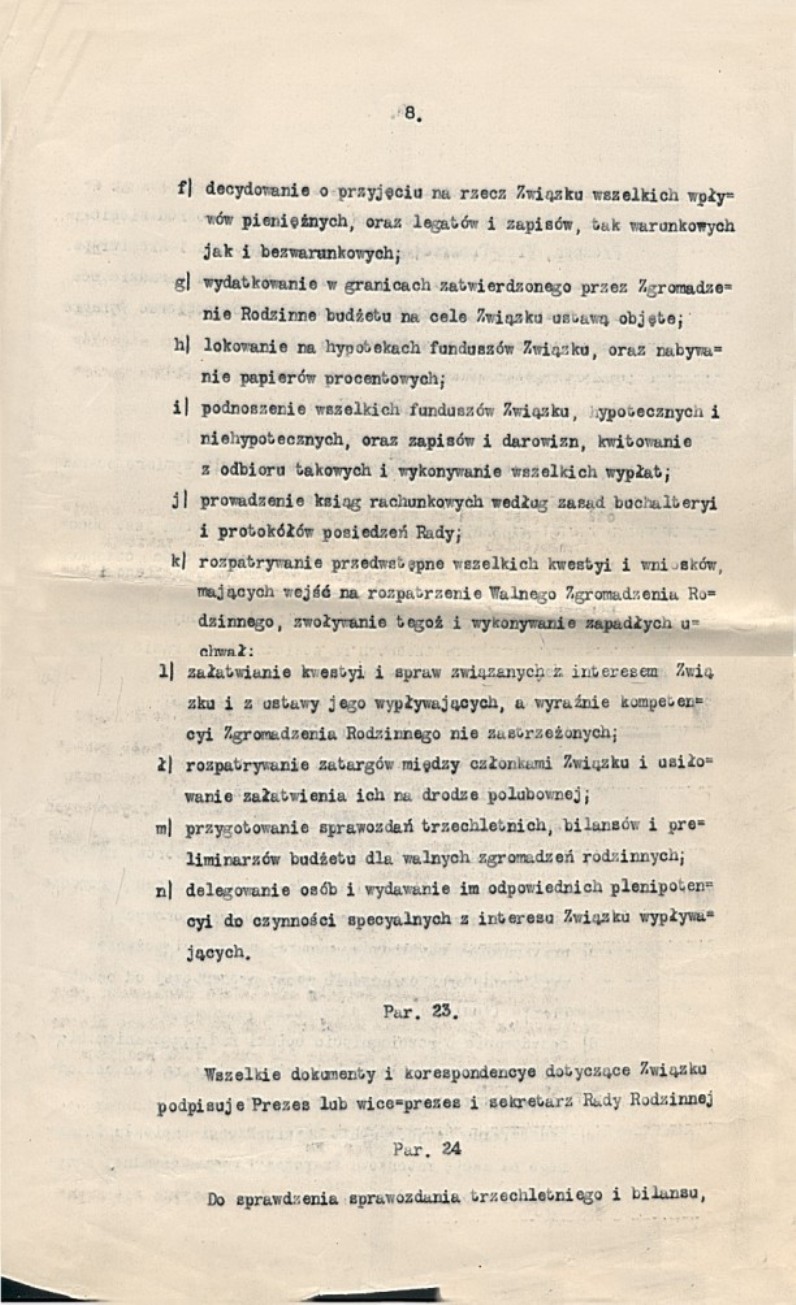 8.
f) decydowanie o przyjęciu na rzecz Związku wszelkich wpły=
wów pieniężnych, oraz legatów i zapisów, tak warunkowych
jak i bezwarunkowych;
g) wydatkowanie w granicach zatwierdzonego przez Zgromadze=
nie Rodzinne budżetu na cele Związku ustawą objęte;
h) lokowanie na hypotekach funduszów Związku, oraz nabywa=
nie papierów procentowych;
i) podnoszenie wszelkich funduszów Związku, hypotecznych i
niehypotecznych, oraz zapisów i darowizn, kwitowanie
z odbioru takowych i wykonywanie wszelkich wypłat;
j) prowadzenie ksiąg rachunkowych według zasad buchalteryi
i protokółów posiedzeń Rady;
k) rozpatrywanie przedwstępne wszelkich kwestyi i wniosków,
mających wejść na rozpatrzenie Walnego Zgromadzenia Ro=
dzinnego, zwoływanie tegoż i wykonywanie zapadłych u=
chwał;
l) załatwianie kwestyi i spraw związanych z interesem Zwią
zku i z ustawy jego wypływających, a wyraźnie kompeten=
cyi Zgromadzenia Rodzinnego nie zastrzeżonych;
ł) rozpatrywanie zatargów między członkami Związku i usiło=
wanie załatwienia ich na drodze polubownej;
m) przygotowanie sprawozdań trzechletnich, bilansów i pre=
liminarzów budżetu dla walnych zgromadzeń rodzinnych;
n) delegowanie osób i wydawanie im odpowiednich plenipoten=
cyi do czynności specyalnych z interesu Związku wypływa=
jących.
Par. 23.
Wszelkie dokumenty i korespondencye dotyczące Związku
podpisuje Prezes lub wice=prezes i sekretarz Rady Rodzinnej
Par. 24
Do sprawdzenia sprawozdania trzechletniego i bilansu,